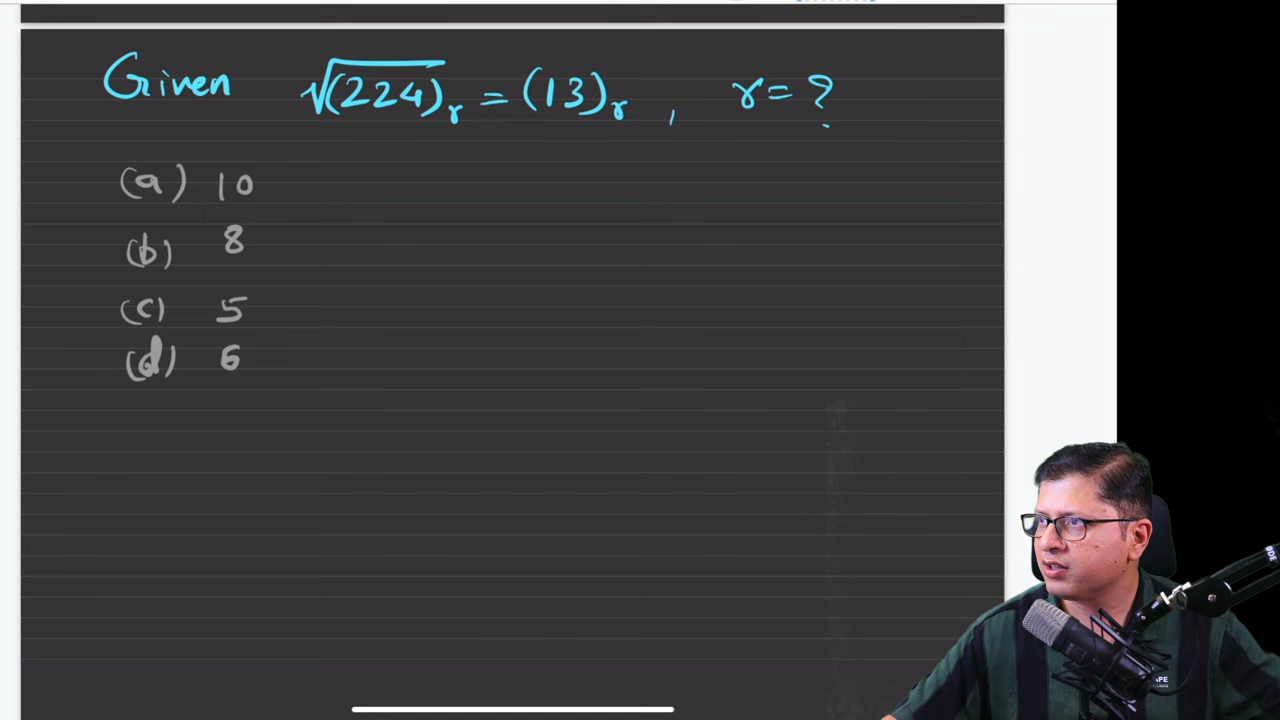 Given √(224)r = (13)r , r = ?
(a) 10
(b) 8
(c) 5
(d) 6